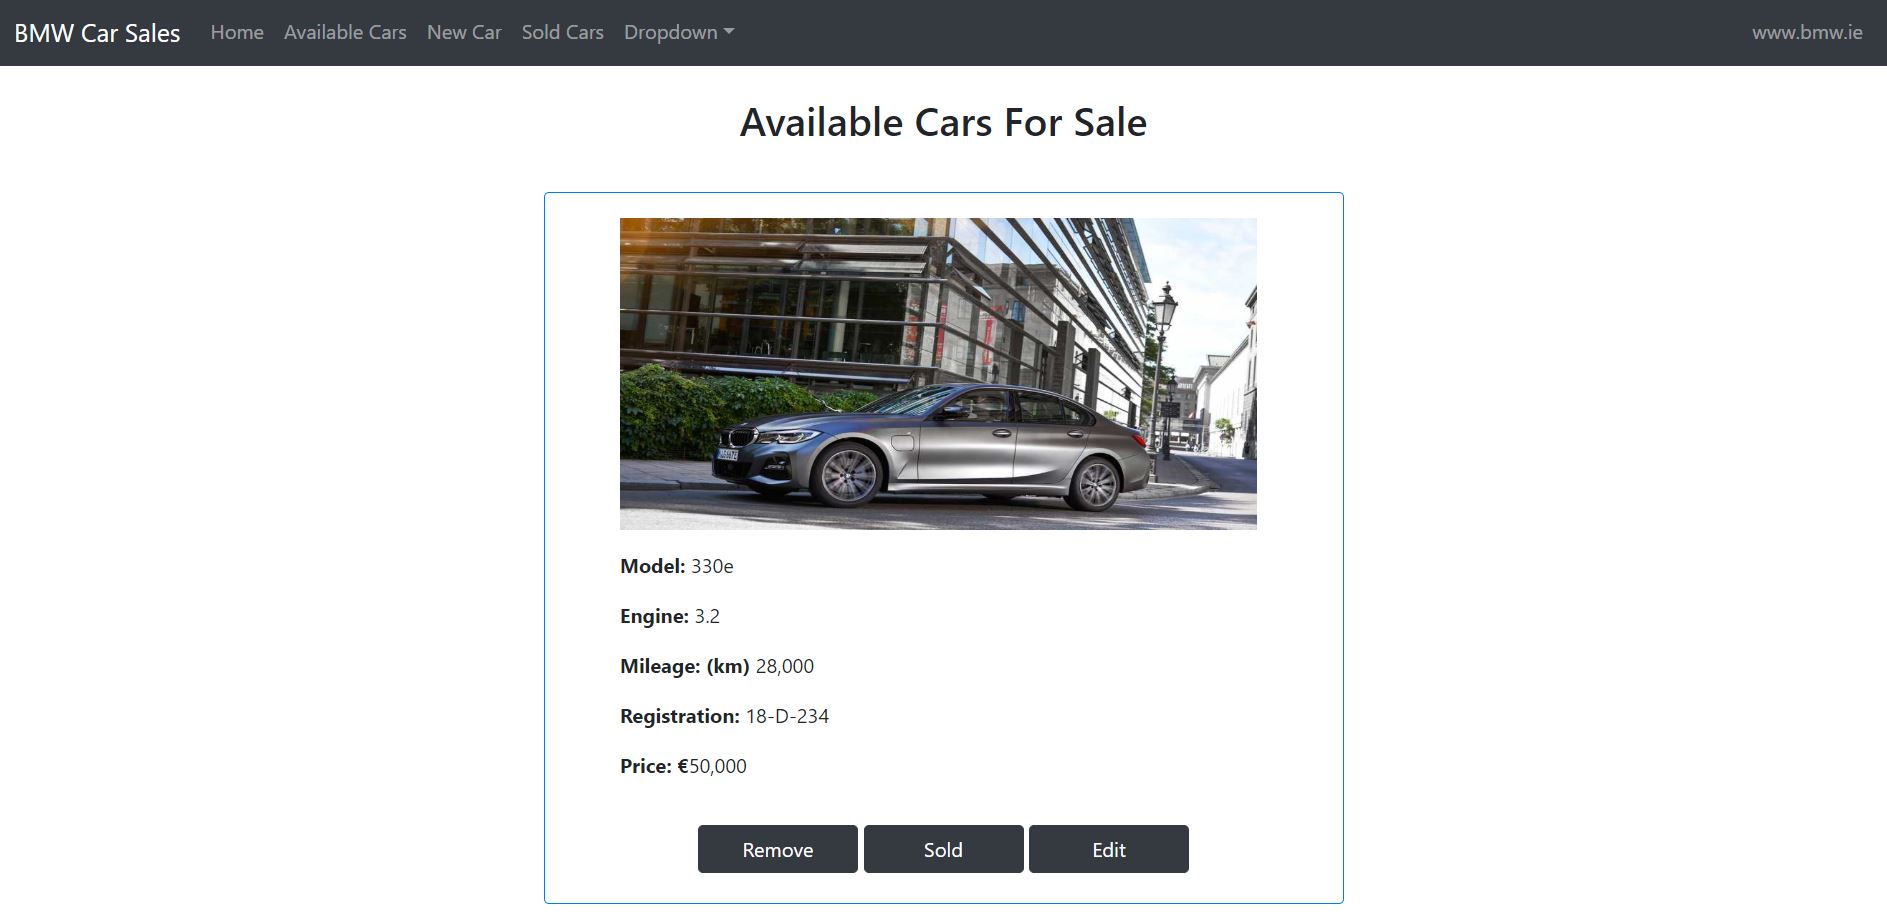 BMW Car Sales Home Available Cars New Car Sold Cars Dropdown www.bmw.ie
Available Cars For Sale
Model: 330e
Engine: 3.2
Mileage: (km) 28,000
Registration: 18-D-234
Price: €50,000
Remove Sold Edit